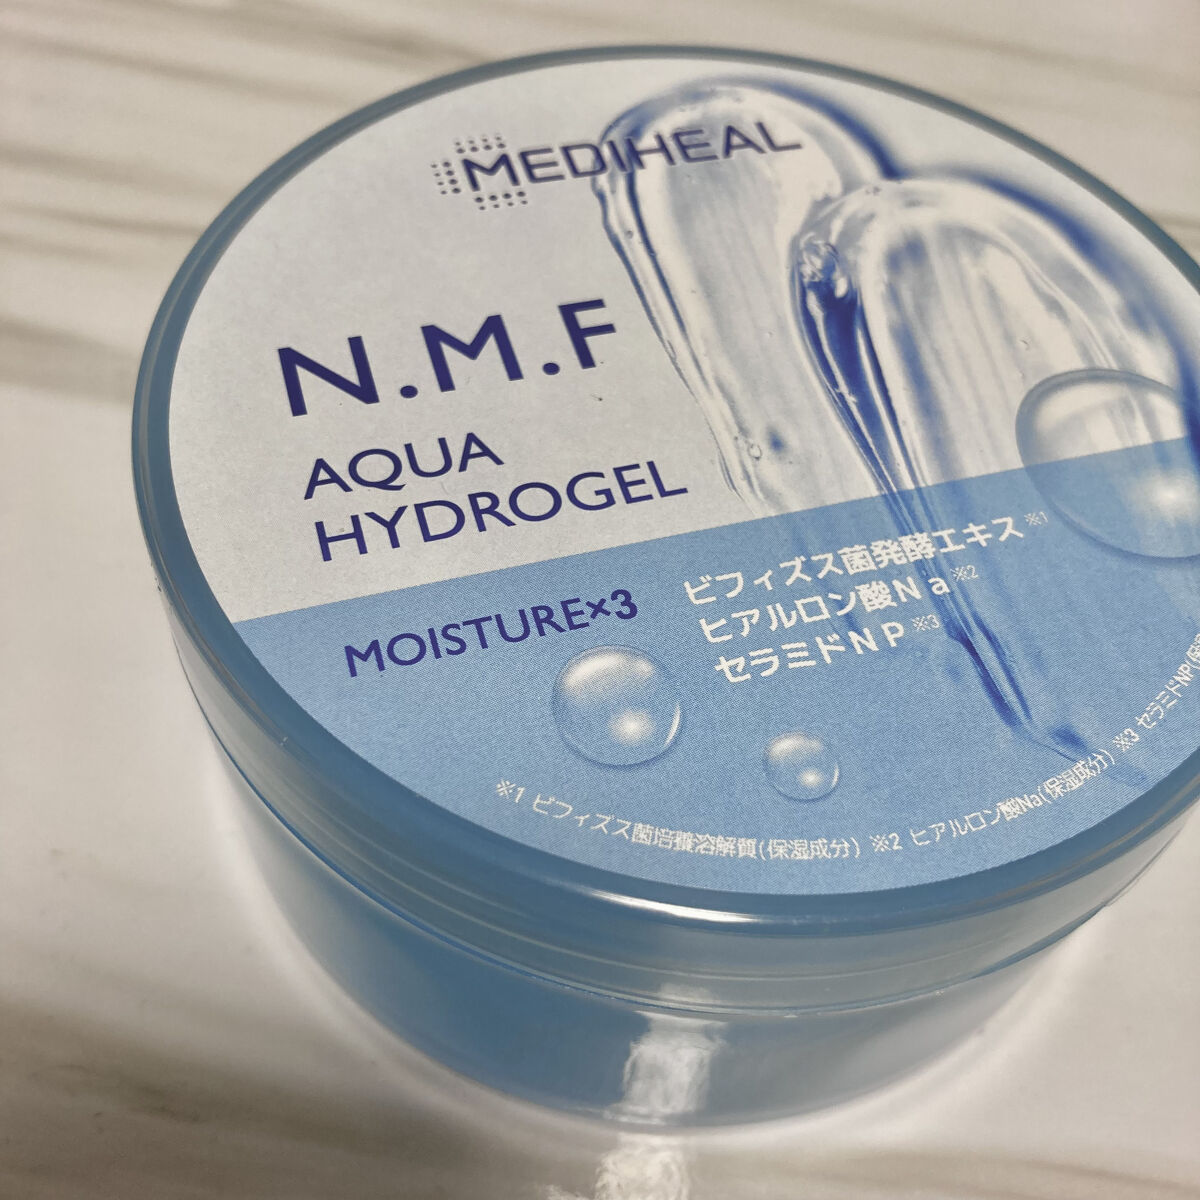 MEDIHEAL
N.M.F
AQUA
HYDROGEL
MOISTURE×3
ビフィズス菌発酵エキス※1
ヒアルロン酸Na※2
セラミドNP※3
※1 ビフィズス菌培養溶解質(保湿成分) ※2 ヒアルロン酸Na(保湿成分) ※3 セラミドNP(保